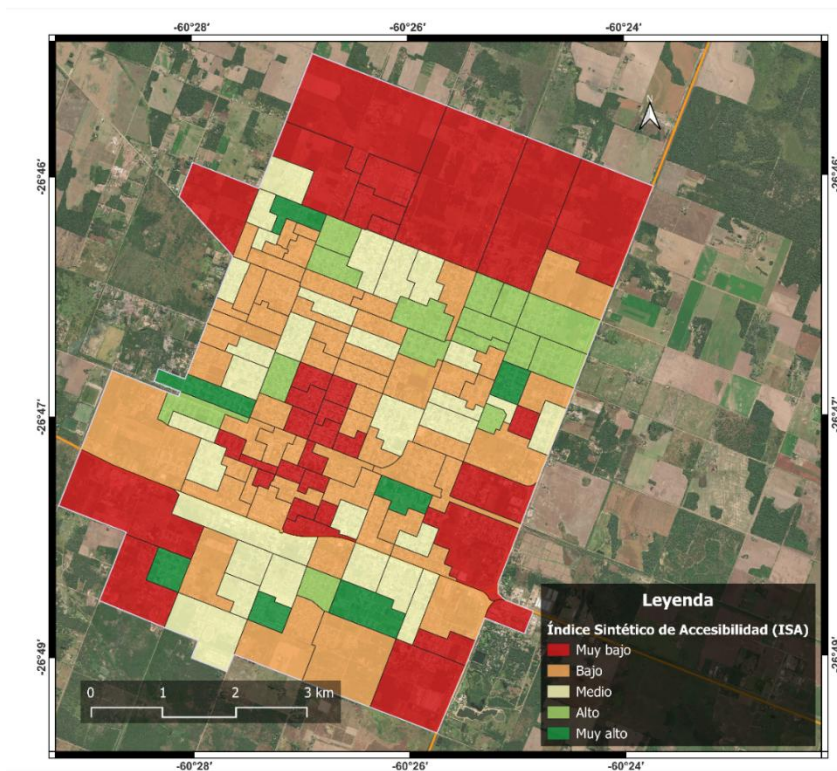 -60°28' -60°26' -60°24'
-26°46' -26°46'
-26°47' -26°47'
-26°49' -26°49'
Leyenda
Índice Sintético de Accesibilidad (ISA)
Muy bajo
Bajo
Medio
Alto
Muy alto
0 1 2 3 km
-60°28' -60°26' -60°24'